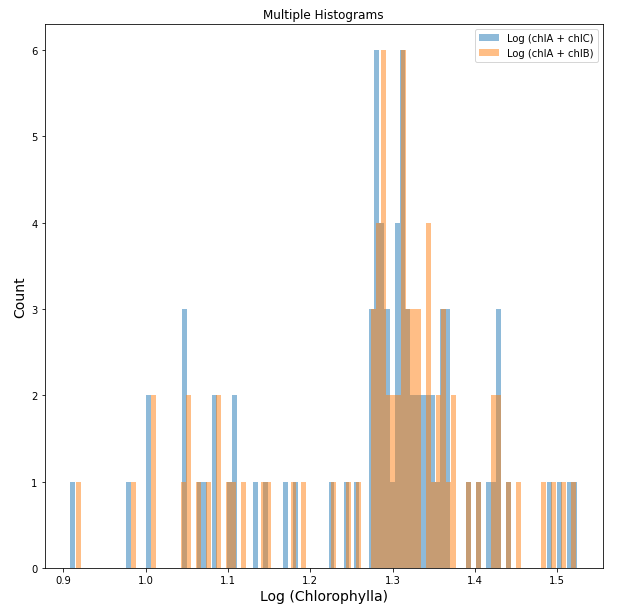 Multiple Histograms
Log (chlA + chlC)
Log (chlA + chlB)
6
5
4
3
2
1
0
Count
0.9 1.0 1.1 1.2 1.3 1.4 1.5
Log (Chlorophylla)